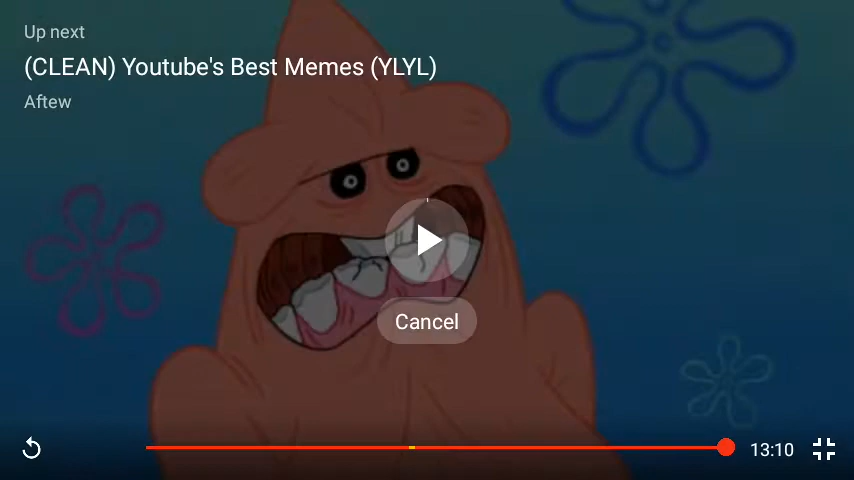 Up next
(CLEAN) Youtube's Best Memes (YLYL)
Aftew
Cancel
13:10